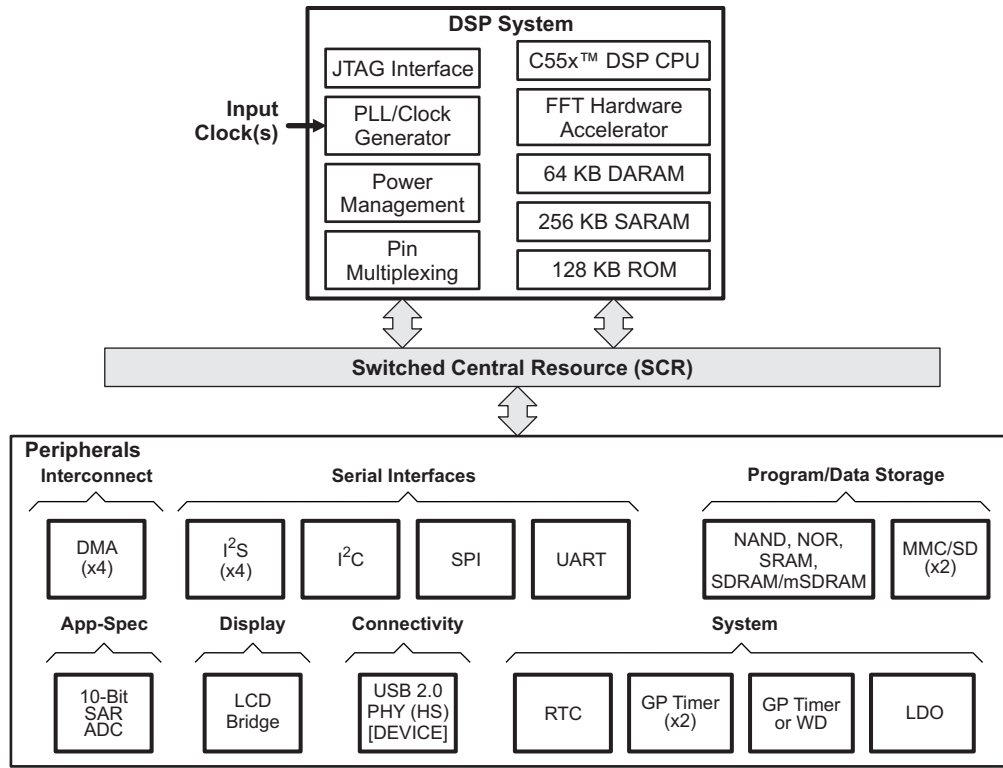 DSP System
JTAG Interface
C55x™ DSP CPU
Input
Clock(s)
PLL/Clock
Generator
FFT Hardware
Accelerator
Power
Management
64 KB DARAM
256 KB SARAM
Pin
Multiplexing
128 KB ROM
Switched Central Resource (SCR)
Peripherals
Interconnect
Serial Interfaces
Program/Data Storage
DMA
(x4)
I²S
(x4)
I²C
SPI
UART
NAND, NOR,
SRAM,
SDRAM/mSDRAM
MMC/SD
(x2)
App-Spec
Display
Connectivity
System
10-Bit
SAR
ADC
LCD
Bridge
USB 2.0
PHY (HS)
[DEVICE]
RTC
GP Timer
(x2)
GP Timer
or WD
LDO